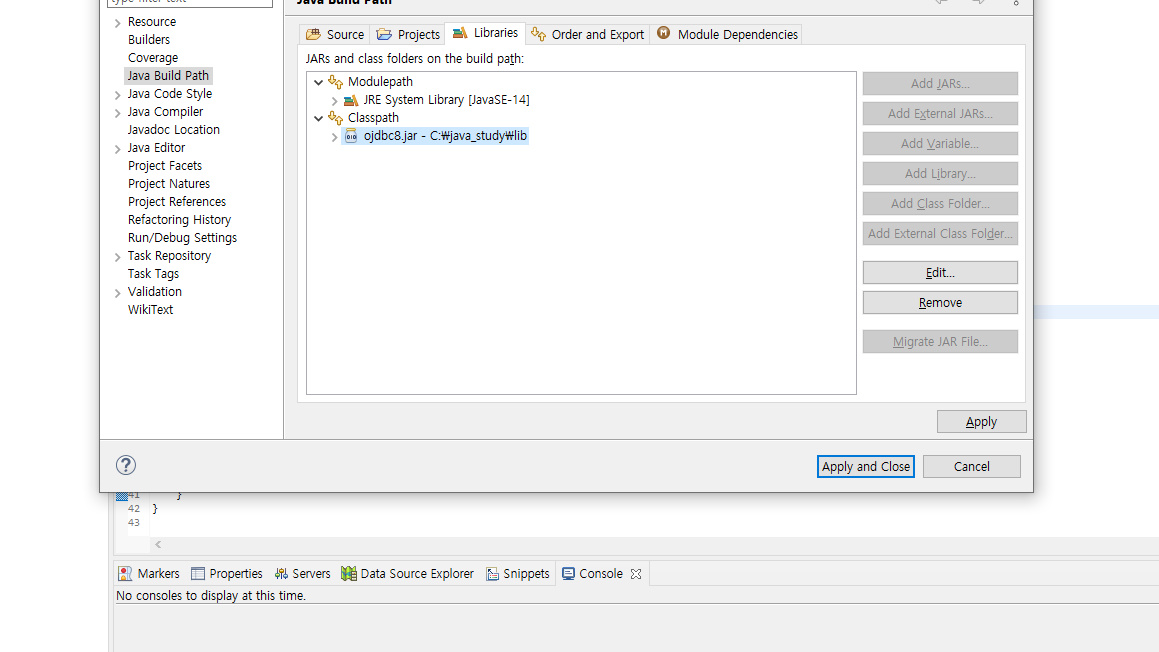 type filter text
Java Build Path
Resource
Builders
Coverage
Java Build Path
Java Code Style
Java Compiler
Javadoc Location
Java Editor
Project Facets
Project Natures
Project References
Refactoring History
Run/Debug Settings
Task Repository
Task Tags
Validation
WikiText
Source Projects Libraries Order and Export Module Dependencies
JARs and class folders on the build path:
Modulepath
JRE System Library [JavaSE-14]
Classpath
ojdbc8.jar - C:₩java_study₩lib
Add JARs...
Add External JARs...
Add Variable...
Add Library...
Add Class Folder...
Add External Class Folder...
Edit...
Remove
Migrate JAR File...
Apply
? Apply and Close Cancel
41 }
42 }
43
<
Markers Properties Servers Data Source Explorer Snippets Console
No consoles to display at this time.